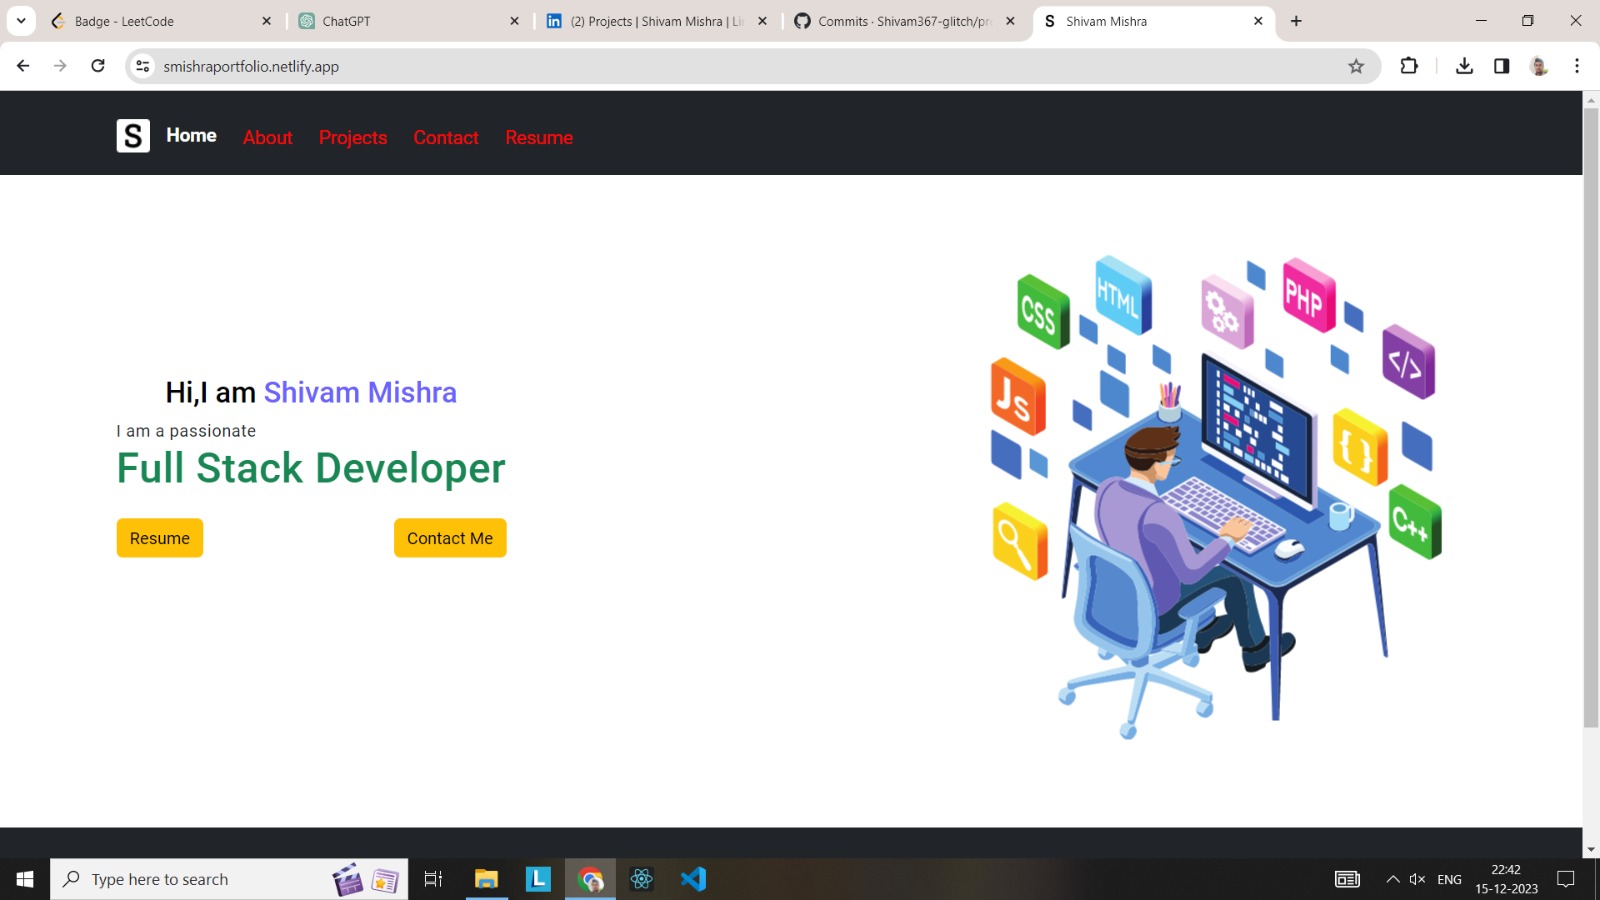 Badge - LeetCode
ChatGPT
(2) Projects | Shivam Mishra | Li
Commits · Shivam367-glitch/pr
Shivam Mishra
smishraportfolio.netlify.app
S Home About Projects Contact Resume
Hi,I am Shivam Mishra
I am a passionate
Full Stack Developer
Resume
Contact Me
CSS
HTML
PHP
</>
Js
{ }
C++
Type here to search
L
ENG
22:42
15-12-2023